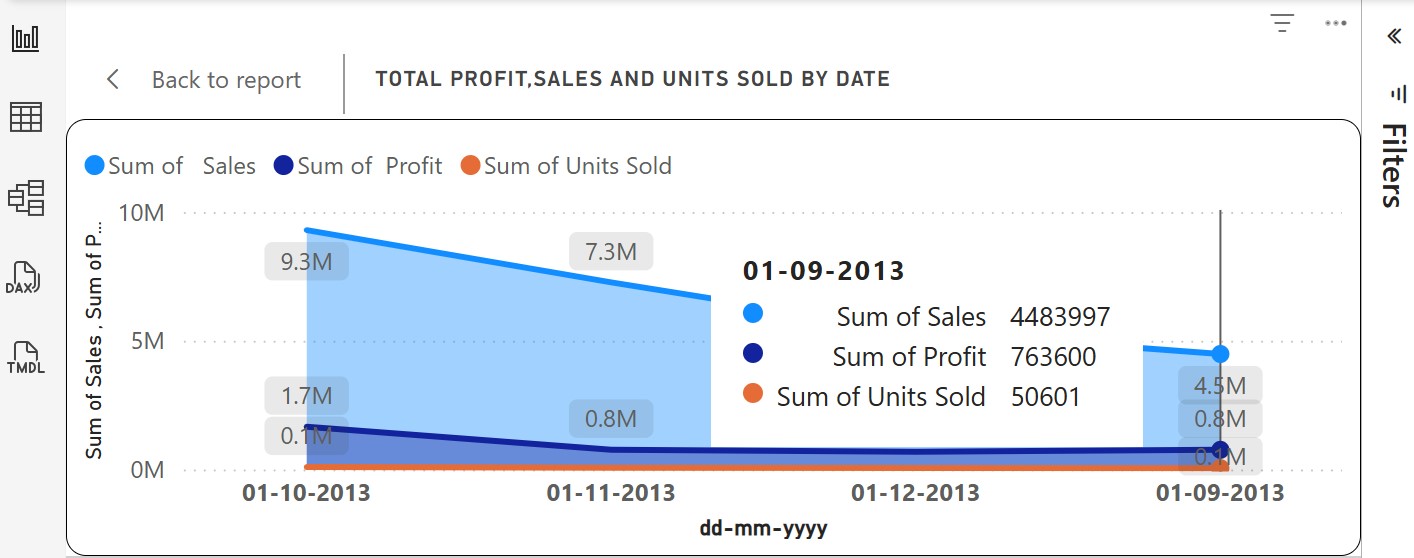 Back to report
TOTAL PROFIT,SALES AND UNITS SOLD BY DATE
Sum of Sales Sum of Profit Sum of Units Sold
Sum of Sales , Sum of P...
10M
5M
0M
9.3M
7.3M
1.7M
0.1M
0.8M
01-09-2013
Sum of Sales 4483997
Sum of Profit 763600
Sum of Units Sold 50601
4.5M
0.8M
0.1M
01-10-2013 01-11-2013 01-12-2013 01-09-2013
dd-mm-yyyy
DAX
TMDL
Filters